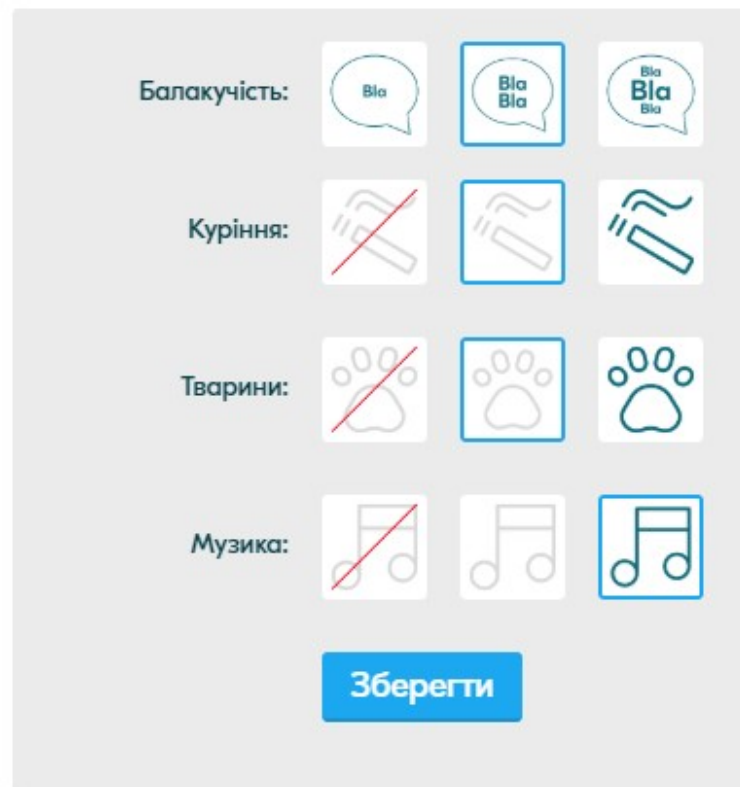 Балакучість:
Bla
Bla
Bla
Bla
Bla
Bla
Куріння:
Тварини:
Музика:
Зберегти